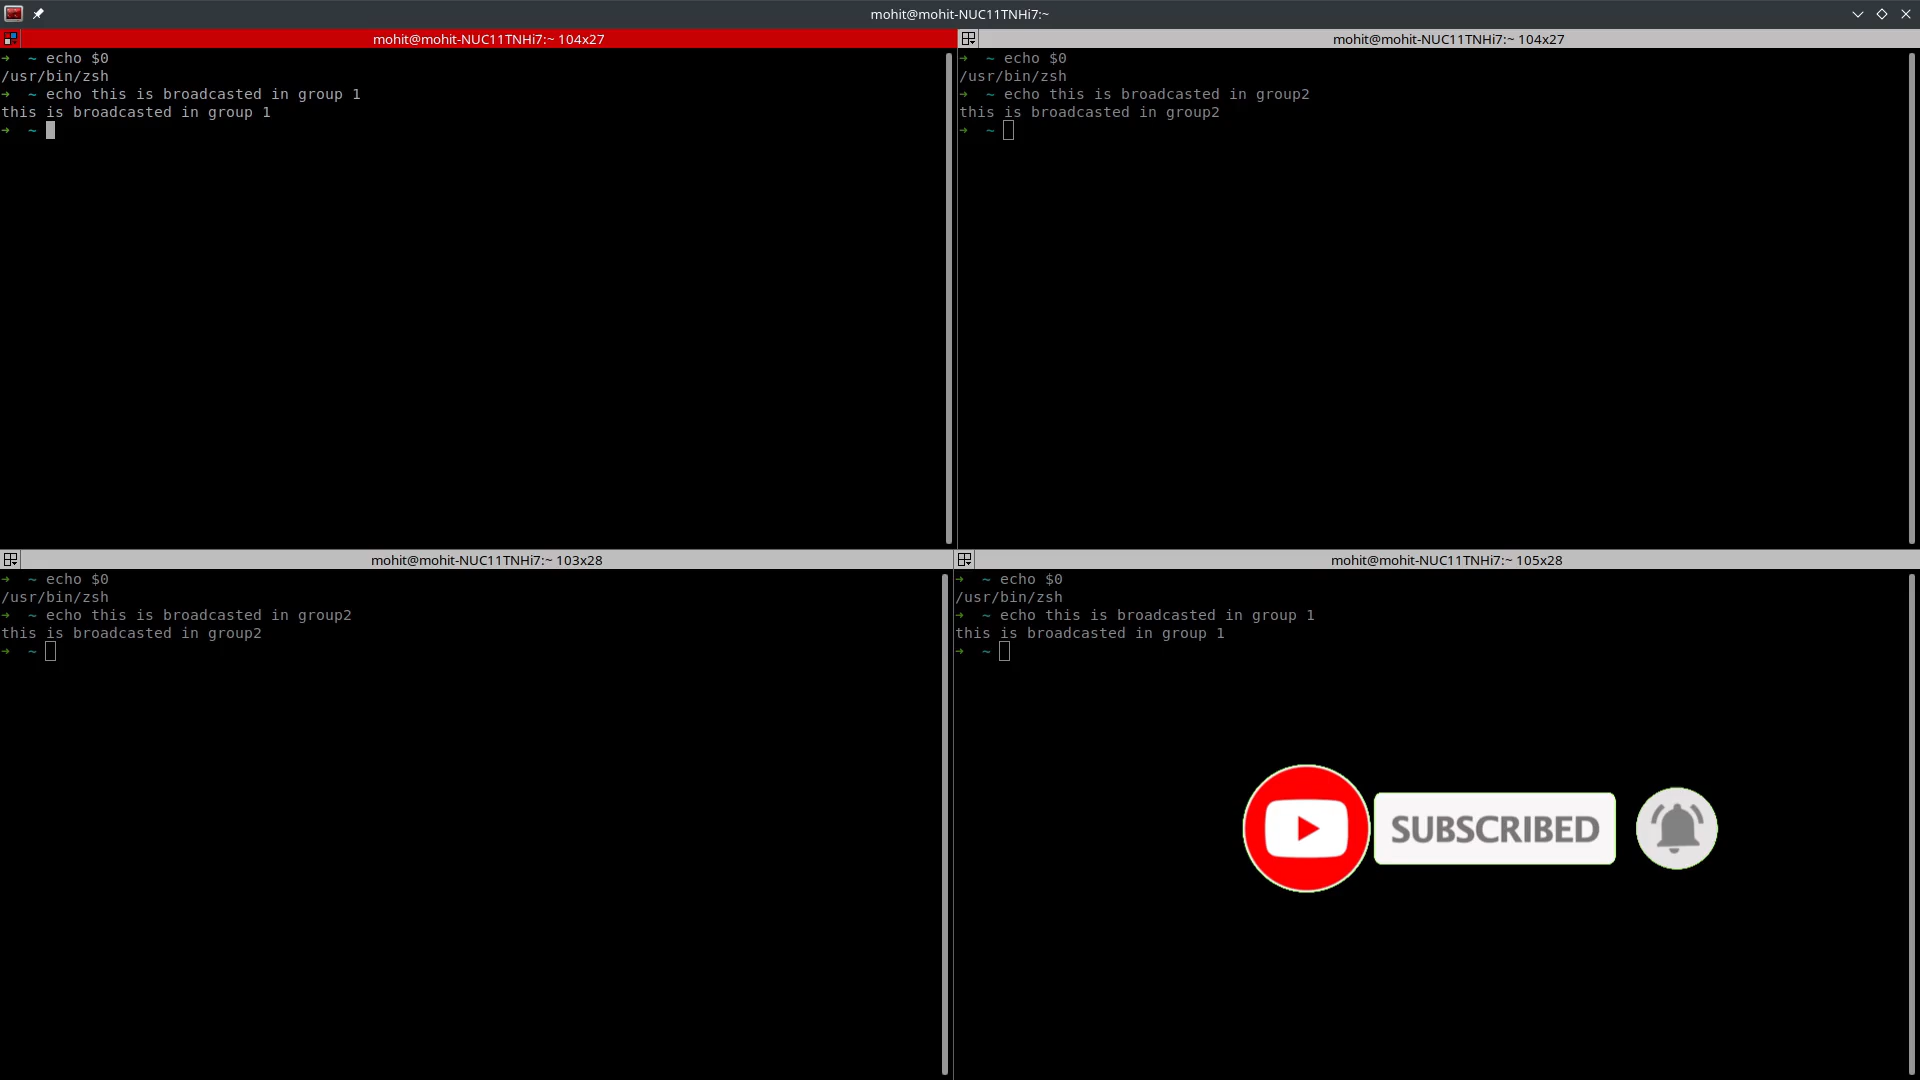 mohit@mohit-NUC11TNHi7:~
mohit@mohit-NUC11TNHi7:~ 104x27
➜  ~ echo $0
/usr/bin/zsh
➜  ~ echo this is broadcasted in group 1
this is broadcasted in group 1
➜  ~
mohit@mohit-NUC11TNHi7:~ 104x27
➜  ~ echo $0
/usr/bin/zsh
➜  ~ echo this is broadcasted in group2
this is broadcasted in group2
➜  ~
mohit@mohit-NUC11TNHi7:~ 103x28
➜  ~ echo $0
/usr/bin/zsh
➜  ~ echo this is broadcasted in group2
this is broadcasted in group2
➜  ~
mohit@mohit-NUC11TNHi7:~ 105x28
➜  ~ echo $0
/usr/bin/zsh
➜  ~ echo this is broadcasted in group 1
this is broadcasted in group 1
➜  ~
SUBSCRIBED